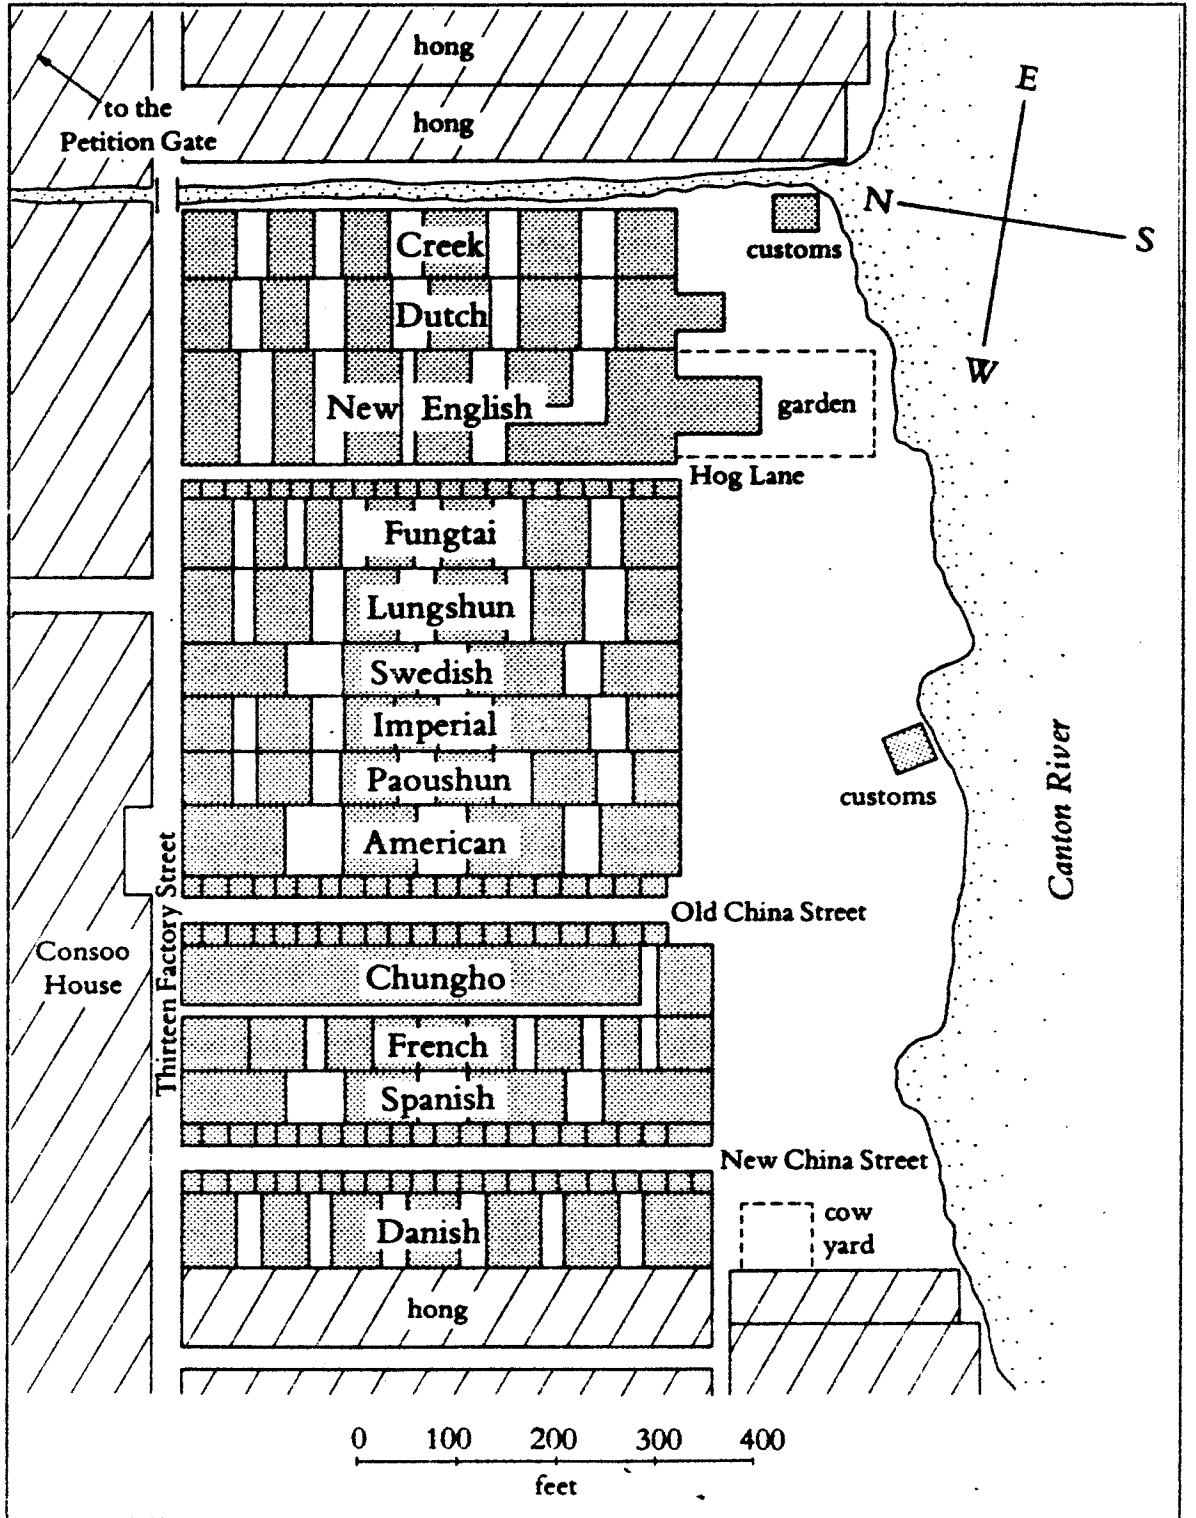 hong
hong
to the
Petition Gate
E
N
S
W
customs
Creek
Dutch
New English
garden
Hog Lane
Fungtai
Lungshun
Swedish
Imperial
Paoushun
American
customs
Canton River
Thirteen Factory Street
Old China Street
Consoo
House
Chungho
French
Spanish
New China Street
Danish
cow
yard
hong
0 100 200 300 400
feet